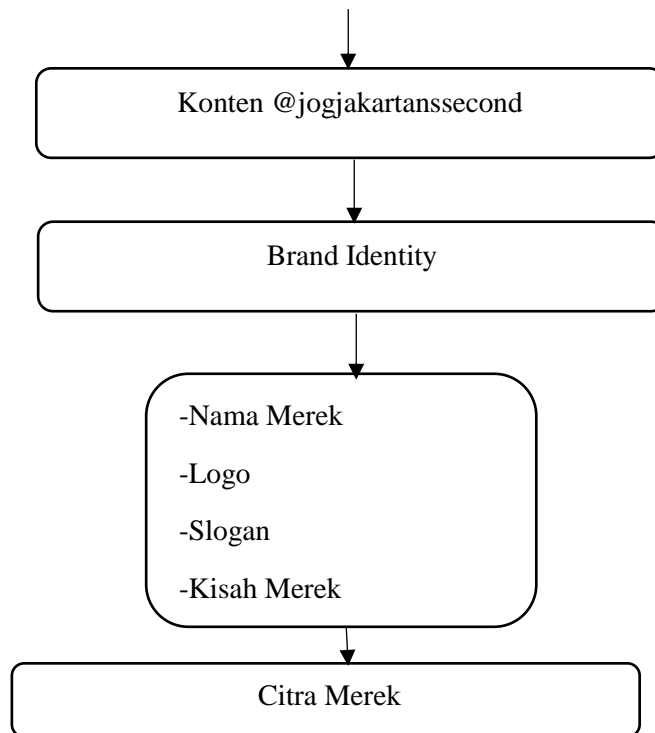 Konten @jogjakartanssecond
Brand Identity
-Nama Merek
-Logo
-Slogan
-Kisah Merek
Citra Merek